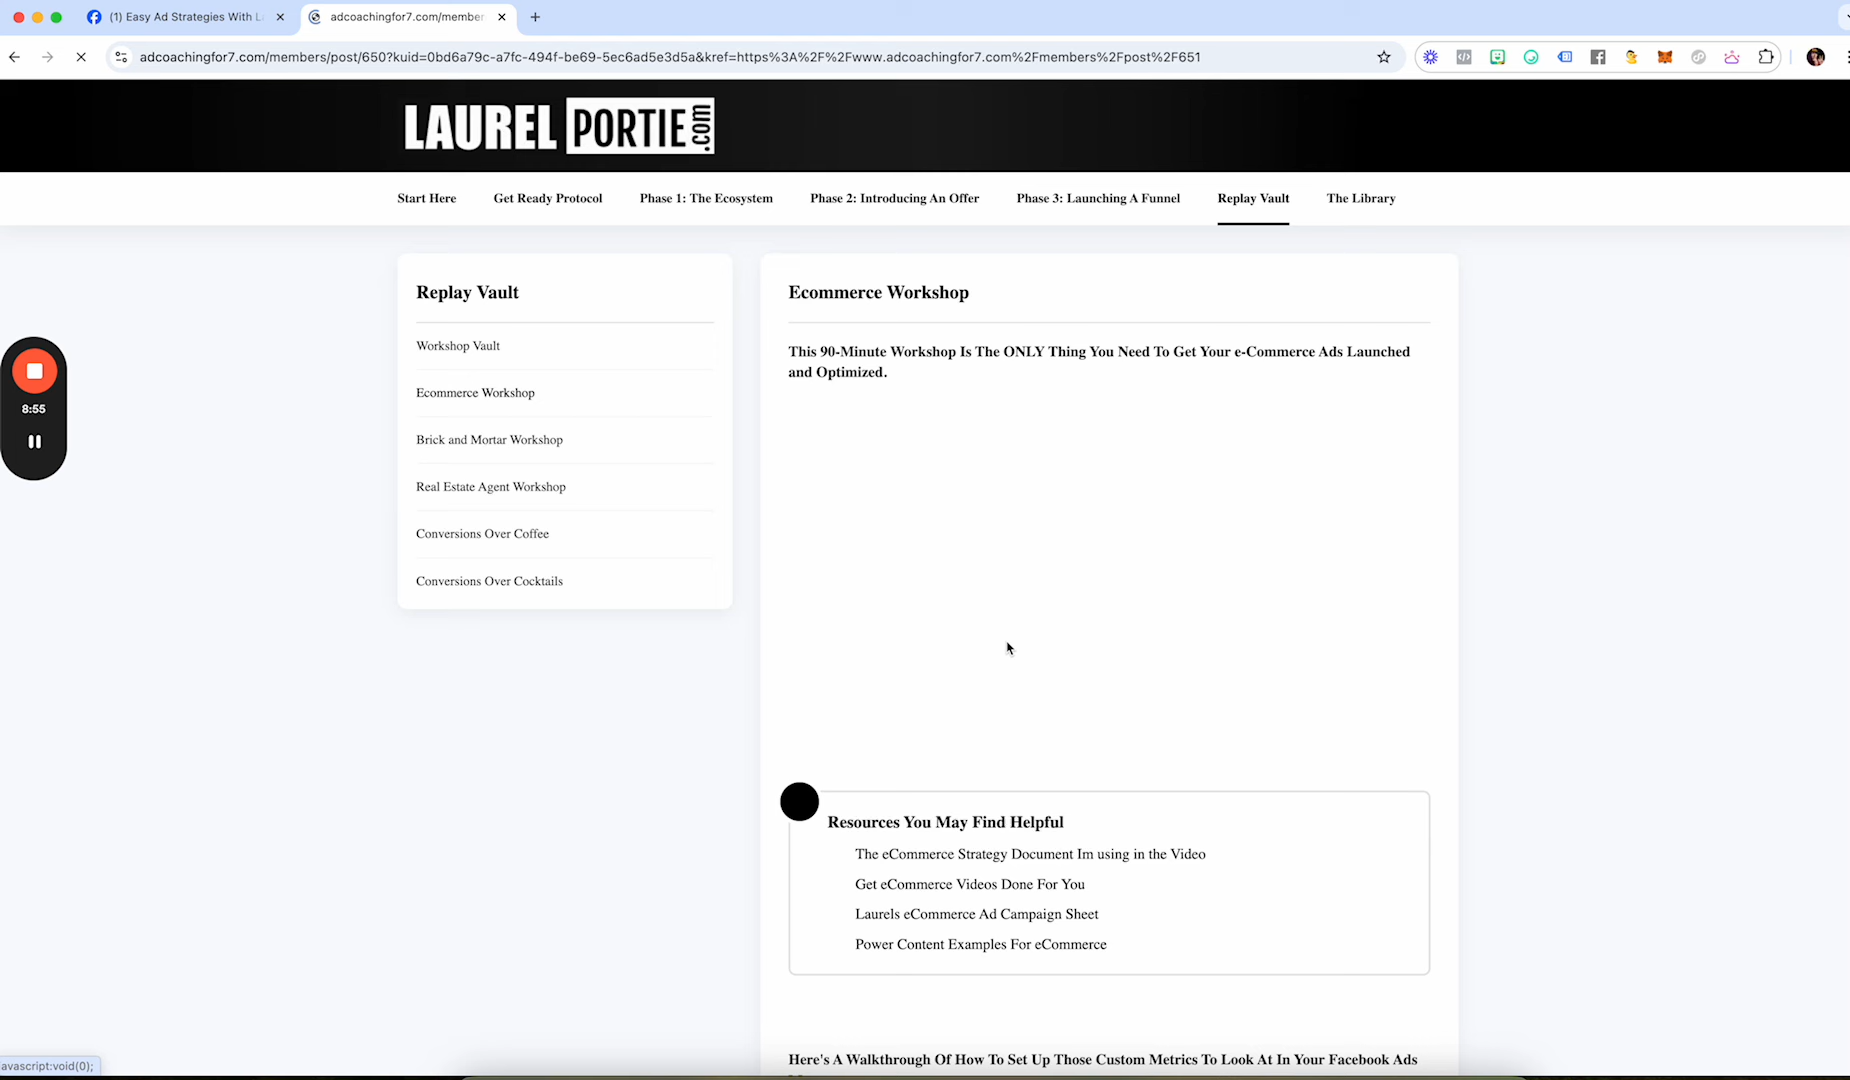 (1) Easy Ad Strategies With L
adcoachingfor7.com/member
adcoachingfor7.com/members/post/650?kuid=0bd6a79c-a7fc-494f-be69-5ec6ad5e3d5a&kref=https%3A%2F%2Fwww.adcoachingfor7.com%2Fmembers%2Fpost%2F651
LAUREL PORTIE.com
Start Here
Get Ready Protocol
Phase 1: The Ecosystem
Phase 2: Introducing An Offer
Phase 3: Launching A Funnel
Replay Vault
The Library
Replay Vault
Workshop Vault
Ecommerce Workshop
Brick and Mortar Workshop
Real Estate Agent Workshop
Conversions Over Coffee
Conversions Over Cocktails
8:55
Ecommerce Workshop
This 90-Minute Workshop Is The ONLY Thing You Need To Get Your e-Commerce Ads Launched
and Optimized.
Resources You May Find Helpful
The eCommerce Strategy Document Im using in the Video
Get eCommerce Videos Done For You
Laurels eCommerce Ad Campaign Sheet
Power Content Examples For eCommerce
Here's A Walkthrough Of How To Set Up Those Custom Metrics To Look At In Your Facebook Ads
avascript:void(0);